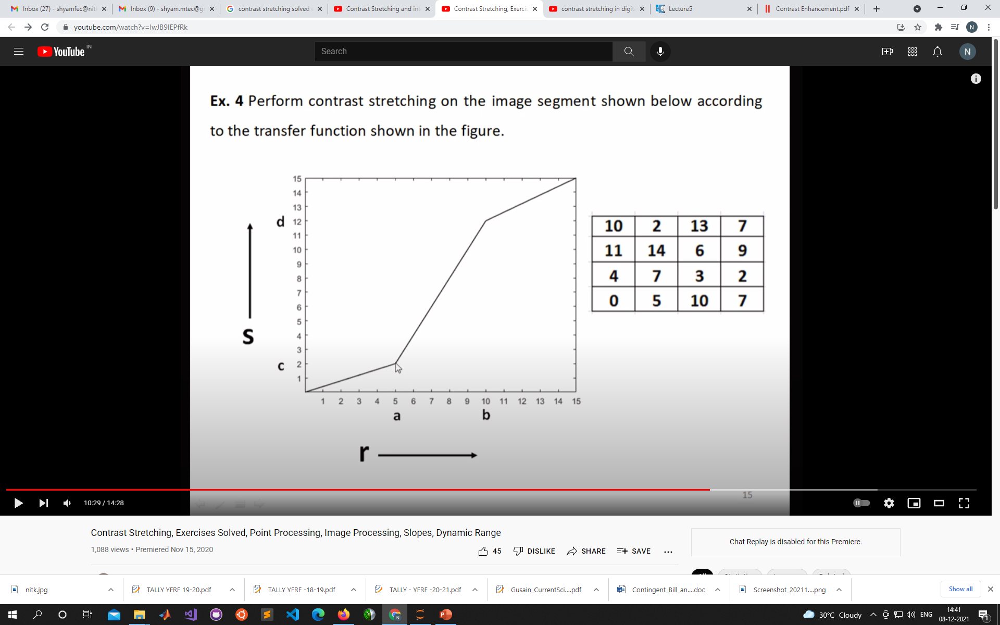 Inbox (27) - shyamfec@nitk
Inbox (9) - shyam.mtec@gm
contrast stretching solved e
Contrast Stretching and int
Contrast Stretching, Exercis
contrast stretching in digita
Lecture5
Contrast Enhancement.pdf
youtube.com/watch?v=IwJB9IEPfRk
N
YouTube IN
Search
N
Ex. 4 Perform contrast stretching on the image segment shown below according
to the transfer function shown in the figure.
15
14
13
d 12
11
10
9
8
7
6
5
4
3
c 2
1
s
1 2 3 4 5 6 7 8 9 10 11 12 13 14 15
a b
r
10 2 13 7
11 14 6 9
4 7 3 2
0 5 10 7
15
10:29 / 14:28
Contrast Stretching, Exercises Solved, Point Processing, Image Processing, Slopes, Dynamic Range
1,088 views • Premiered Nov 15, 2020
45 DISLIKE SHARE SAVE ...
Chat Replay is disabled for this Premiere.
nitk.jpg
TALLY YFRF 19-20.pdf
TALLY YFRF -18-19.pdf
TALLY - YFRF -20-21.pdf
Gusain_CurrentSci....pdf
Contingent_Bill_an....doc
Screenshot_20211....png
Show all
30°C Cloudy
ENG
14:41
08-12-2021
1